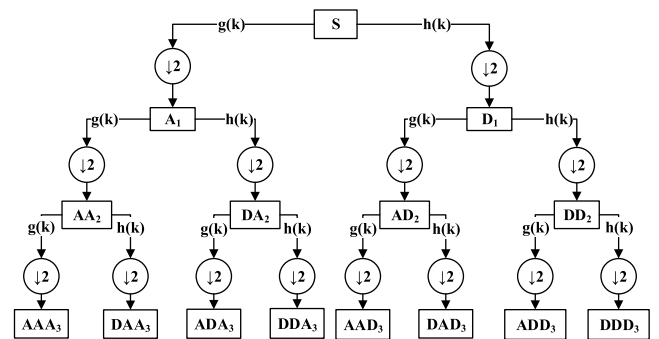 g(k) S h(k)
↓2 ↓2
g(k) A₁ h(k) g(k) D₁ h(k)
↓2 ↓2 ↓2 ↓2
AA₂ DA₂ AD₂ DD₂
g(k) h(k) g(k) h(k) g(k) h(k) g(k) h(k)
↓2 ↓2 ↓2 ↓2 ↓2 ↓2 ↓2 ↓2
AAA₃ DAA₃ ADA₃ DDA₃ AAD₃ DAD₃ ADD₃ DDD₃